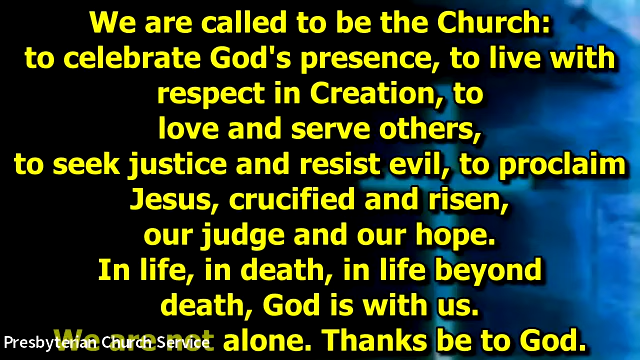 We are called to be the Church:
to celebrate God's presence, to live with
respect in Creation, to
love and serve others,
to seek justice and resist evil, to proclaim
Jesus, crucified and risen,
our judge and our hope.
In life, in death, in life beyond
death, God is with us.
We are not alone. Thanks be to God.
Presbyterian Church Service